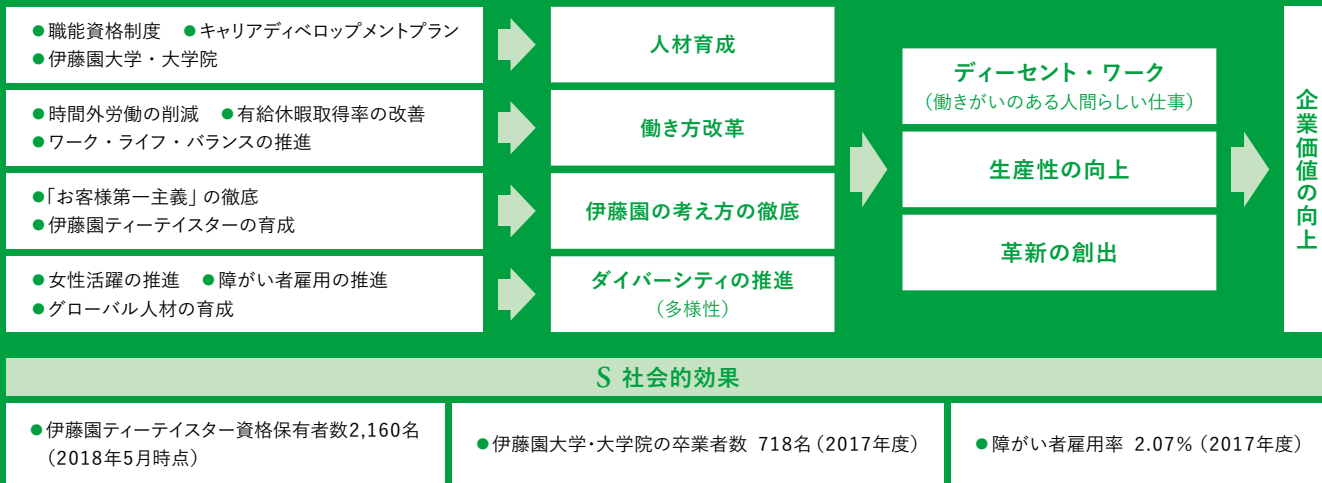 ●職能資格制度 ●キャリアディベロップメントプラン
●伊藤園大学・大学院
人材育成
●時間外労働の削減 ●有給休暇取得率の改善
●ワーク・ライフ・バランスの推進
働き方改革
●「お客様第一主義」の徹底
●伊藤園ティーテイスターの育成
伊藤園の考え方の徹底
●女性活躍の推進 ●障がい者雇用の推進
●グローバル人材の育成
ダイバーシティの推進
(多様性)
ディーセント・ワーク
(働きがいのある人間らしい仕事)
生産性の向上
革新の創出
企業価値の向上
S 社会的効果
●伊藤園ティーテイスター資格保有者数2,160名
(2018年5月時点)
●伊藤園大学・大学院の卒業者数 718名(2017年度)
●障がい者雇用率 2.07%(2017年度)